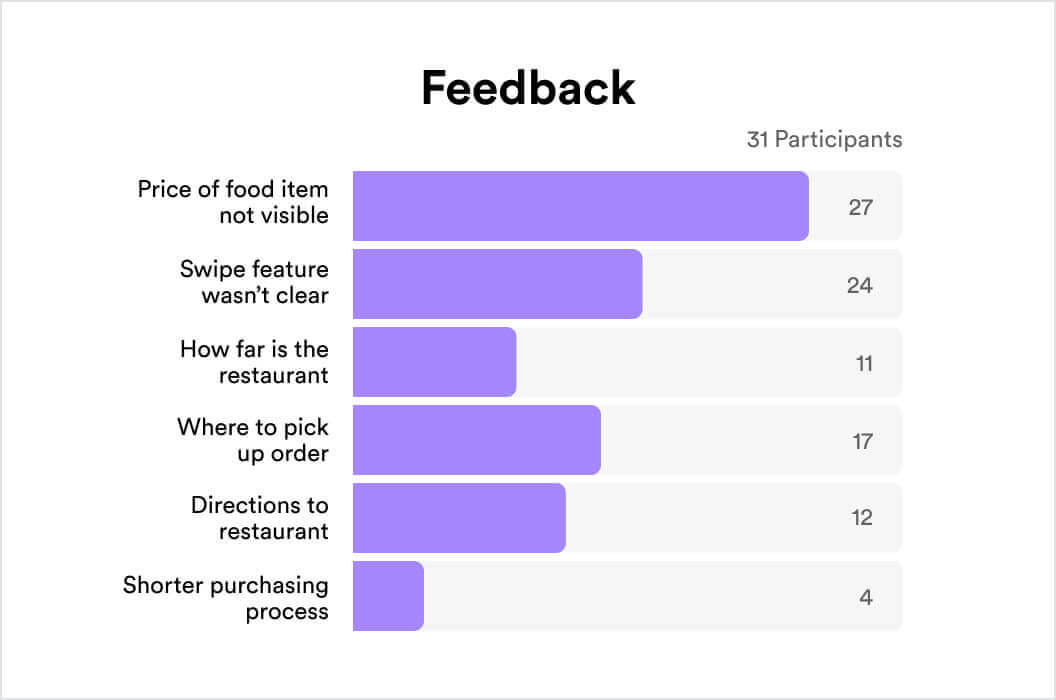 Feedback
31 Participants
Price of food item
not visible
27
Swipe feature
wasn’t clear
24
How far is the
restaurant
11
Where to pick
up order
17
Directions to
restaurant
12
Shorter purchasing
process
4